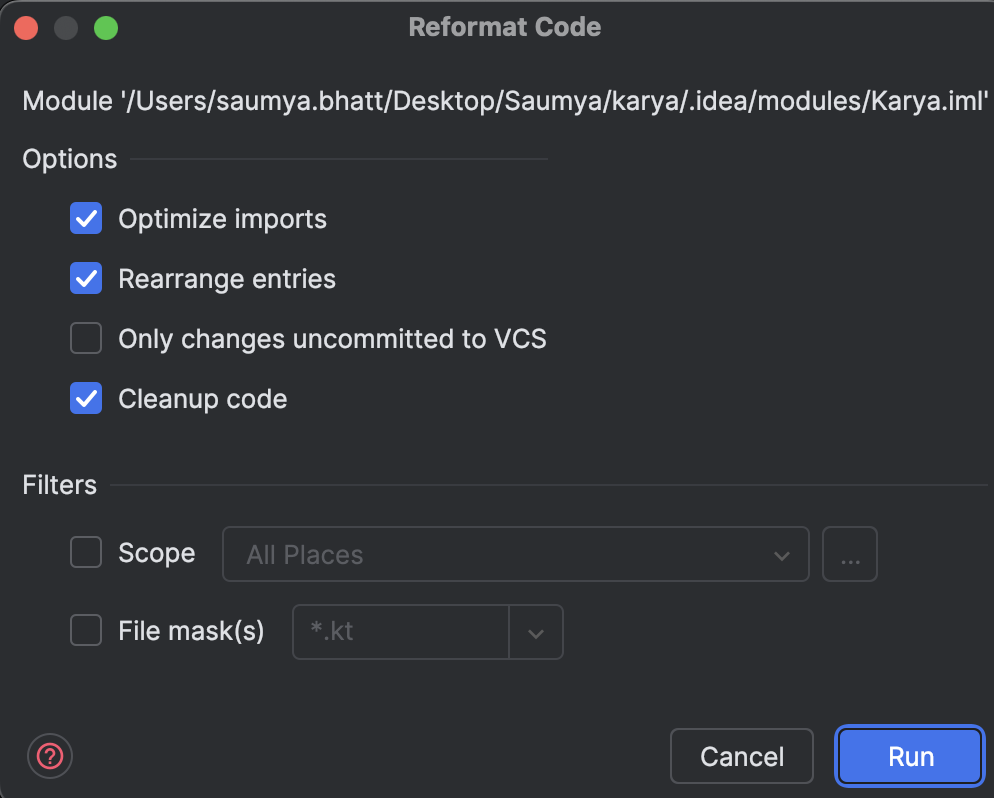 Reformat Code
Module '/Users/saumya.bhatt/Desktop/Saumya/karya/.idea/modules/Karya.iml'
Options
Optimize imports
Rearrange entries
Only changes uncommitted to VCS
Cleanup code
Filters
Scope All Places ...
File mask(s) *.kt
? Cancel Run